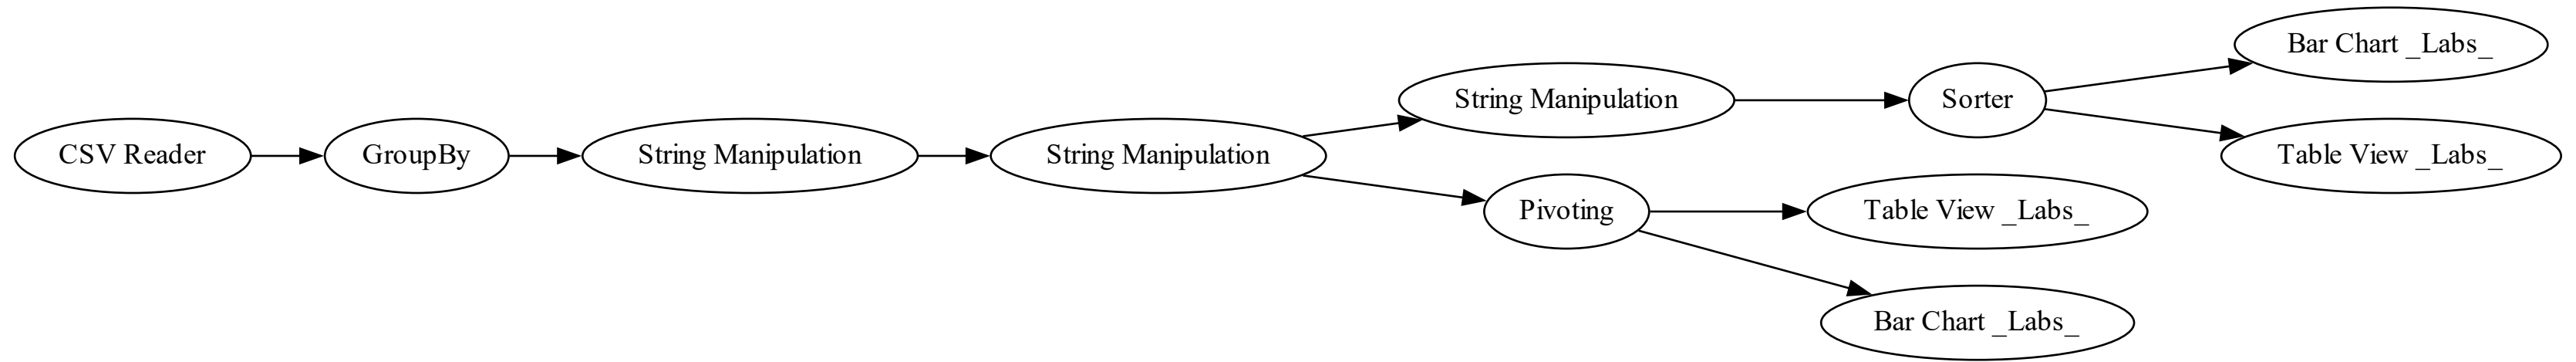 CSV Reader
GroupBy
String Manipulation
String Manipulation
String Manipulation
Sorter
Bar Chart _Labs_
Table View _Labs_
Pivoting
Table View _Labs_
Bar Chart _Labs_